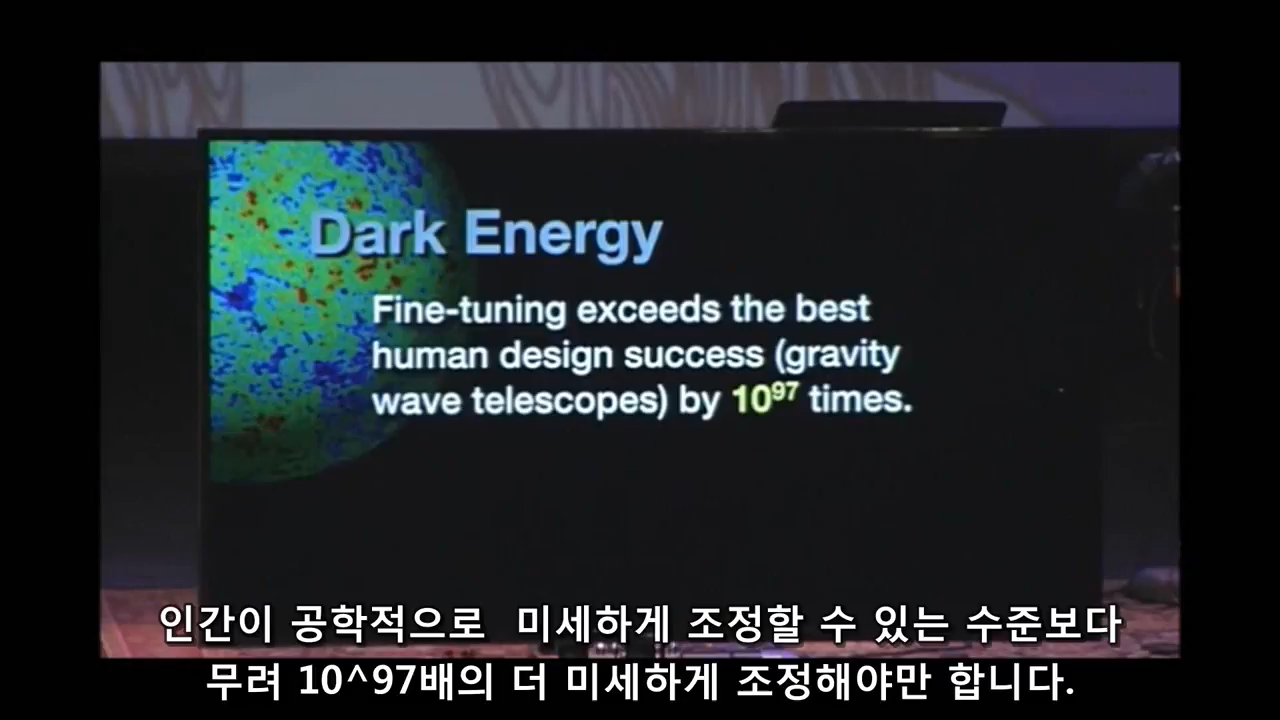 Dark Energy
Fine-tuning exceeds the best
human design success (gravity
wave telescopes) by 10⁹⁷ times.
인간이 공학적으로 미세하게 조정할 수 있는 수준보다
무려 10^97배의 더 미세하게 조정해야만 합니다.